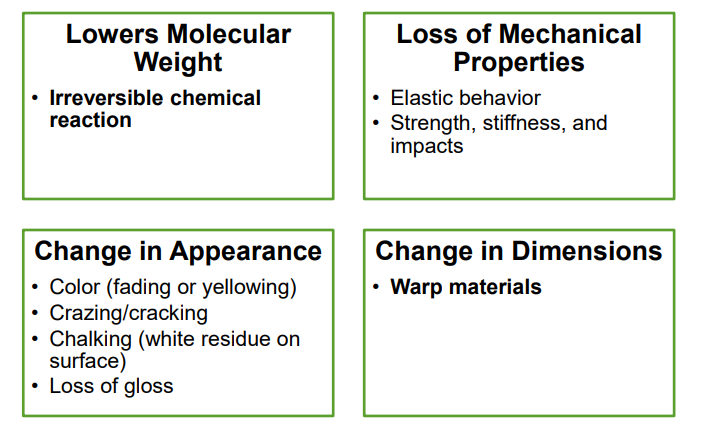 Lowers Molecular
Weight
• Irreversible chemical
reaction
Loss of Mechanical
Properties
• Elastic behavior
• Strength, stiffness, and
impacts
Change in Appearance
• Color (fading or yellowing)
• Crazing/cracking
• Chalking (white residue on
surface)
• Loss of gloss
Change in Dimensions
• Warp materials